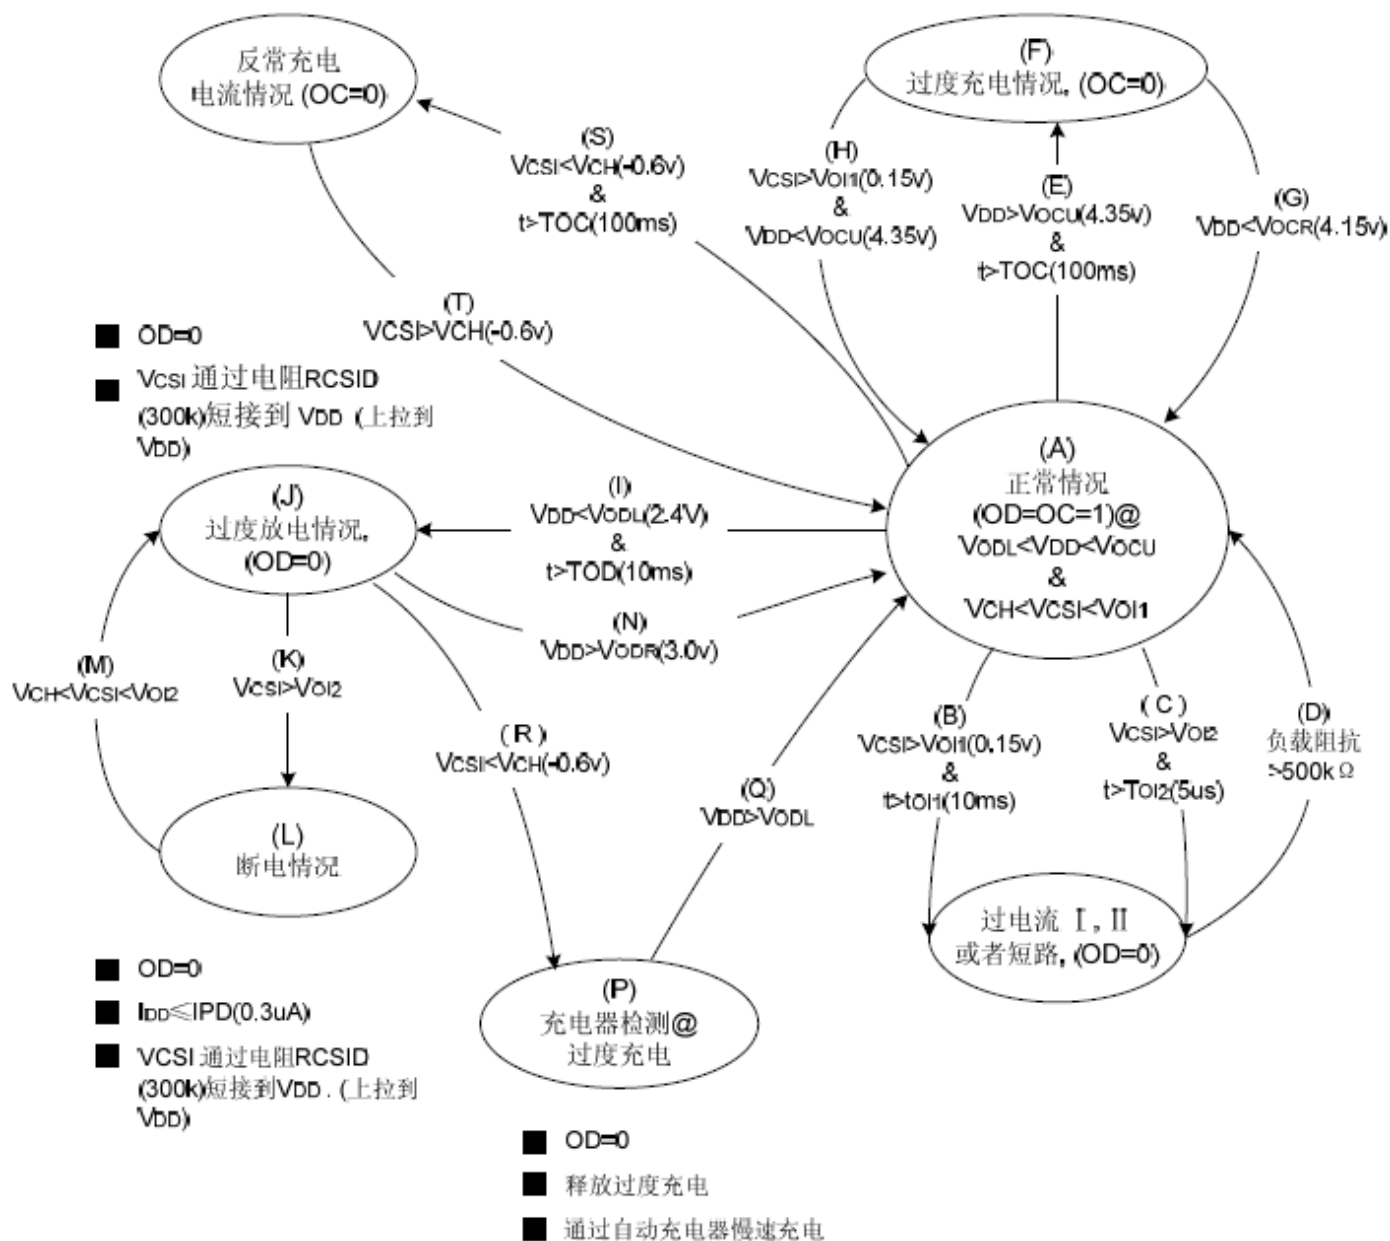 反常充电
电流情况 (OC=0)
(F)
过度充电情况, (OC=0)
(S)
VCSI<VCH(-0.6v)
&
t>TOC(100ms)
(H)
VCSI>VOI1(0.15v)
&
VDD<VOCU(4.35v)
(E)
VDD>VOCU(4.35v)
&
t>TOC(100ms)
(G)
VDD<VOCR(4.15v)
(T)
VCSI>VCH(-0.6v)
■ OD=0
■ VCSI 通过电阻RCSID
(300k)短接到 VDD (上拉到
VDD)
(A)
正常情况
(OD=OC=1)@
VODL<VDD<VOCU
&
VCH<VCSI<VOI1
(J)
过度放电情况,
(OD=0)
(I)
VDD<VODL(2.4V)
&
t>TOD(10ms)
(N)
VDD>VODR(3.0v)
(M)
VCH<VCSI<VOI2
(K)
VCSI>VOI2
(R)
VCSI<VCH(-0.6v)
(Q)
VDD>VODL
(B)
VCSI>VOI1(0.15v)
&
t>tOI1(10ms)
(C)
VCSI>VOI2
&
t>TOI2(5us)
(D)
负载阻抗
>500kΩ
(L)
断电情况
过电流 Ⅰ, Ⅱ
或者短路, (OD=0)
■ OD=0
■ IDD≤IPD(0.3uA)
■ VCSI 通过电阻RCSID
(300k)短接到VDD . (上拉到
VDD)
(P)
充电器检测@
过度充电
■ OD=0
■ 释放过度充电
■ 通过自动充电器慢速充电